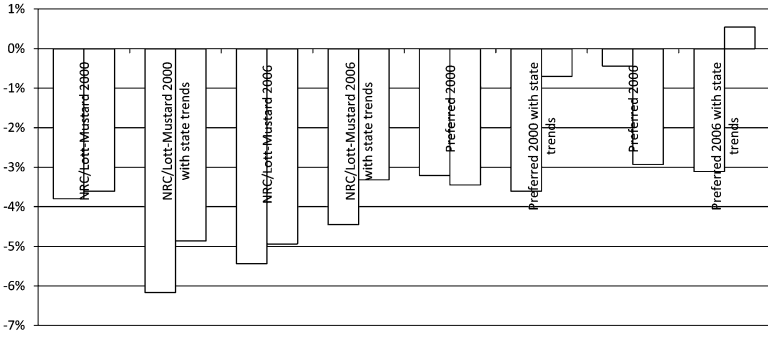 1%
0%
-1%
-2%
-3%
-4%
-5%
-6%
-7%
NRC/Lott-Mustard 2000
NRC/Lott-Mustard 2000
with state trends
NRC/Lott-Mustard 2006
NRC/Lott-Mustard 2006
with state trends
Preferred 2000
Preferred 2000 with state
trends
Preferred 2006
Preferred 2006 with state
trends